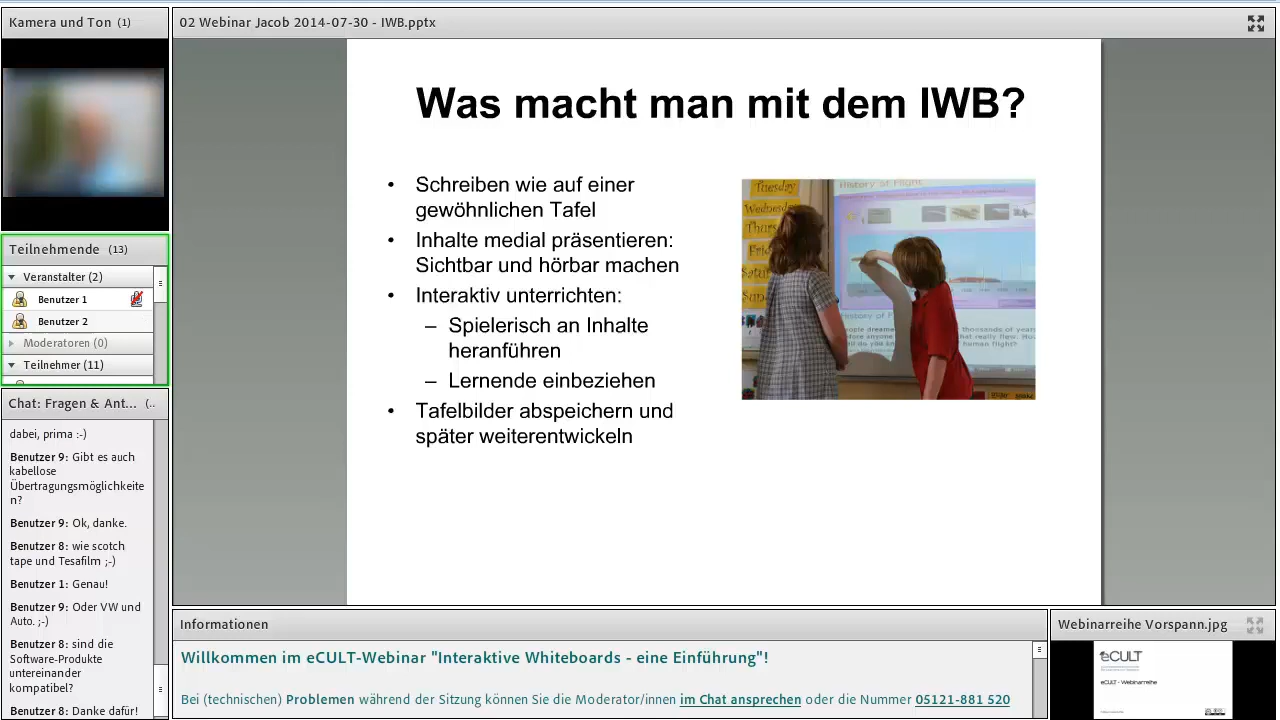 Kamera und Ton (1)
02 Webinar Jacob 2014-07-30 - IWB.pptx
Teilnehmende (13)
Veranstalter (2)
Benutzer 1
Benutzer 2
Moderatoren (0)
Teilnehmer (11)
Chat: Fragen & Ant... (..
dabei, prima :-)
Benutzer 9: Gibt es auch
kabellose
Übertragungsmöglichkeite
n?
Benutzer 9: Ok, danke.
Benutzer 8: wie scotch
tape und Tesafilm ;-)
Benutzer 1: Genau!
Benutzer 9: Oder VW und
Auto. ;-)
Benutzer 8: sind die
Software-Produkte
untereinander
kompatibel?
Benutzer 8: Danke dafür!
Was macht man mit dem IWB?
• Schreiben wie auf einer
gewöhnlichen Tafel
• Inhalte medial präsentieren:
Sichtbar und hörbar machen
• Interaktiv unterrichten:
– Spielerisch an Inhalte
heranführen
– Lernende einbeziehen
• Tafelbilder abspeichern und
später weiterentwickeln
Tuesday
Wednesday
History of Flight
Informationen
Willkommen im eCULT-Webinar "Interaktive Whiteboards - eine Einführung"!
Bei (technischen) Problemen während der Sitzung können Sie die Moderator/innen im Chat ansprechen oder die Nummer 05121-881 520
Webinarreihe Vorspann.jpg
eCULT
eCULT - Webinarreihe